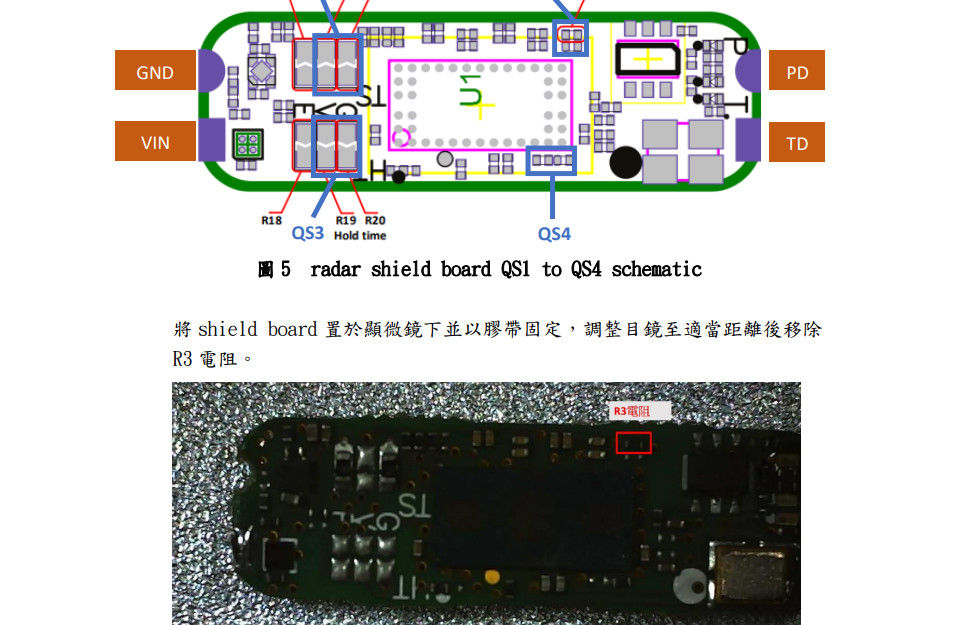 GND
U1
PD
VIN
TD
R18
R19 R20
QS3
Hold time
QS4
圖 5 radar shield board QS1 to QS4 schematic
將 shield board 置於顯微鏡下並以膠帶固定，調整目鏡至適當距離後移除
R3 電阻。
R3電阻
TS